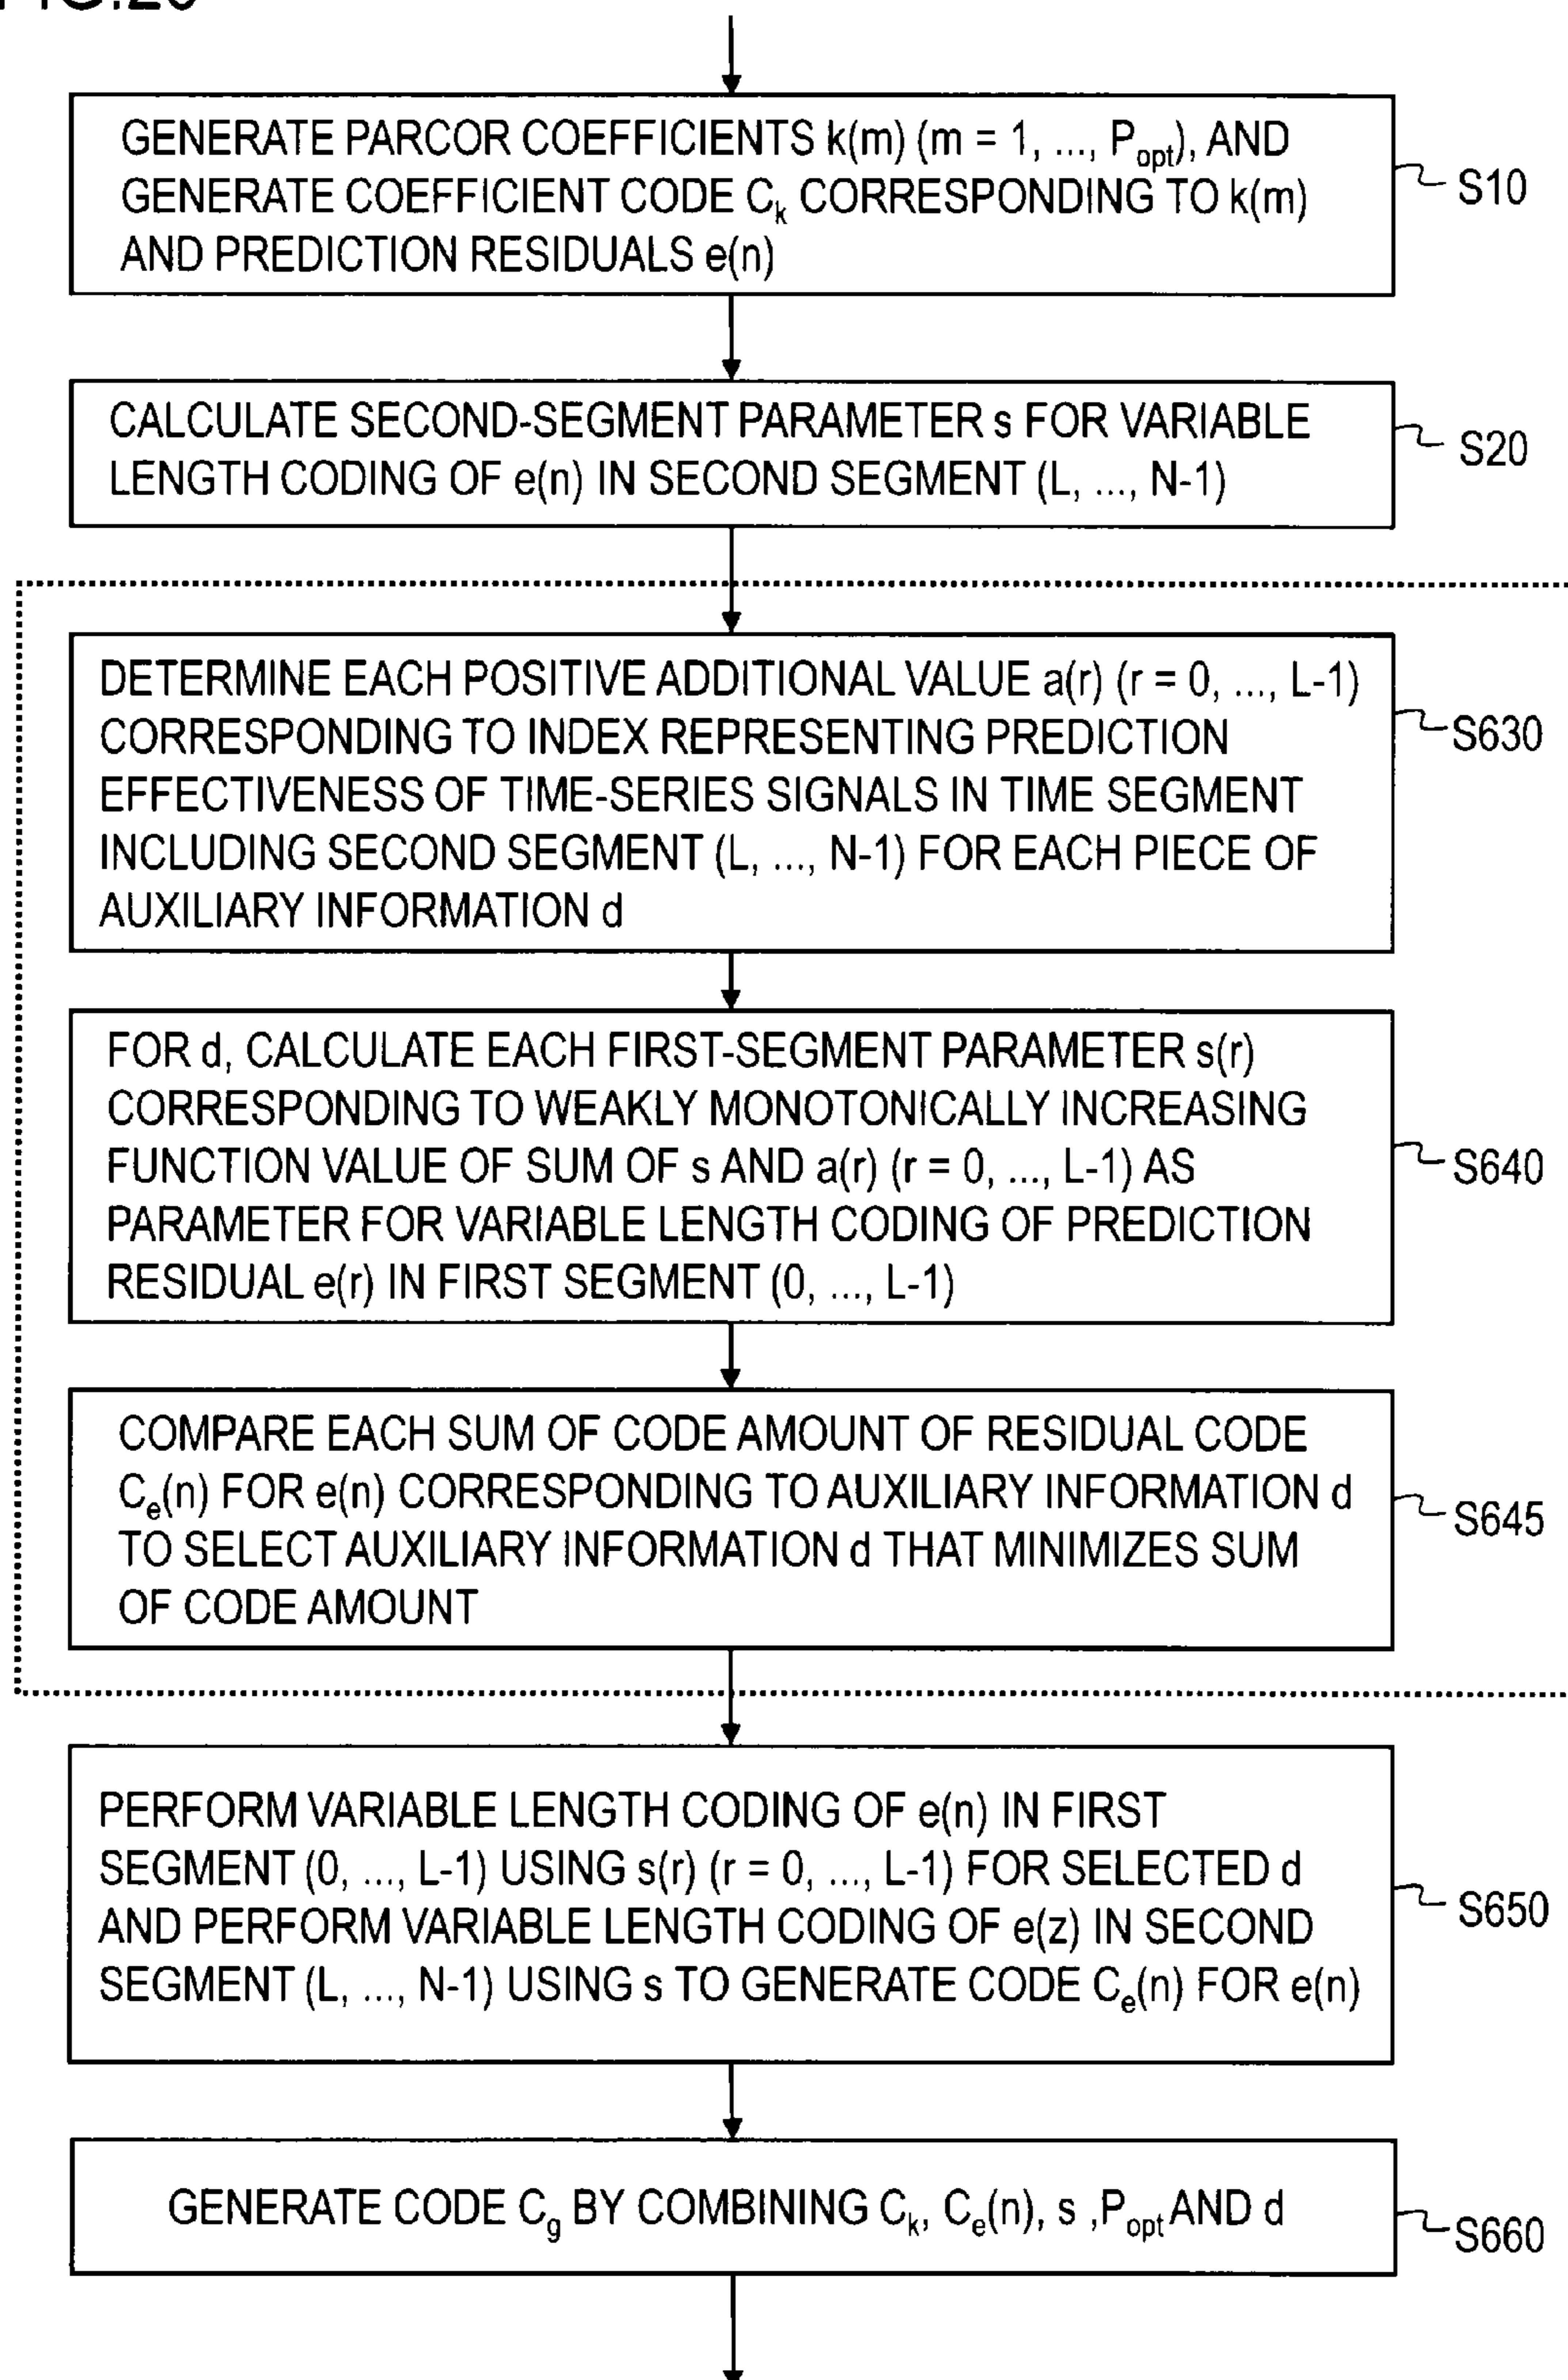 GENERATE PARCOR COEFFICIENTS k(m) (m = 1, ..., Popt), AND
GENERATE COEFFICIENT CODE Ck CORRESPONDING TO k(m)
AND PREDICTION RESIDUALS e(n)
S10
CALCULATE SECOND-SEGMENT PARAMETER s FOR VARIABLE
LENGTH CODING OF e(n) IN SECOND SEGMENT (L, ..., N-1)
S20
DETERMINE EACH POSITIVE ADDITIONAL VALUE a(r) (r = 0, ..., L-1)
CORRESPONDING TO INDEX REPRESENTING PREDICTION
EFFECTIVENESS OF TIME-SERIES SIGNALS IN TIME SEGMENT
INCLUDING SECOND SEGMENT (L, ..., N-1) FOR EACH PIECE OF
AUXILIARY INFORMATION d
S630
FOR d, CALCULATE EACH FIRST-SEGMENT PARAMETER s(r)
CORRESPONDING TO WEAKLY MONOTONICALLY INCREASING
FUNCTION VALUE OF SUM OF s AND a(r) (r = 0, ..., L-1) AS
PARAMETER FOR VARIABLE LENGTH CODING OF PREDICTION
RESIDUAL e(r) IN FIRST SEGMENT (0, ..., L-1)
S640
COMPARE EACH SUM OF CODE AMOUNT OF RESIDUAL CODE
Ce(n) FOR e(n) CORRESPONDING TO AUXILIARY INFORMATION d
TO SELECT AUXILIARY INFORMATION d THAT MINIMIZES SUM
OF CODE AMOUNT
S645
PERFORM VARIABLE LENGTH CODING OF e(n) IN FIRST
SEGMENT (0, ..., L-1) USING s(r) (r = 0, ..., L-1) FOR SELECTED d
AND PERFORM VARIABLE LENGTH CODING OF e(z) IN SECOND
SEGMENT (L, ..., N-1) USING s TO GENERATE CODE Ce(n) FOR e(n)
S650
GENERATE CODE Cg BY COMBINING Ck, Ce(n), s ,Popt AND d
S660